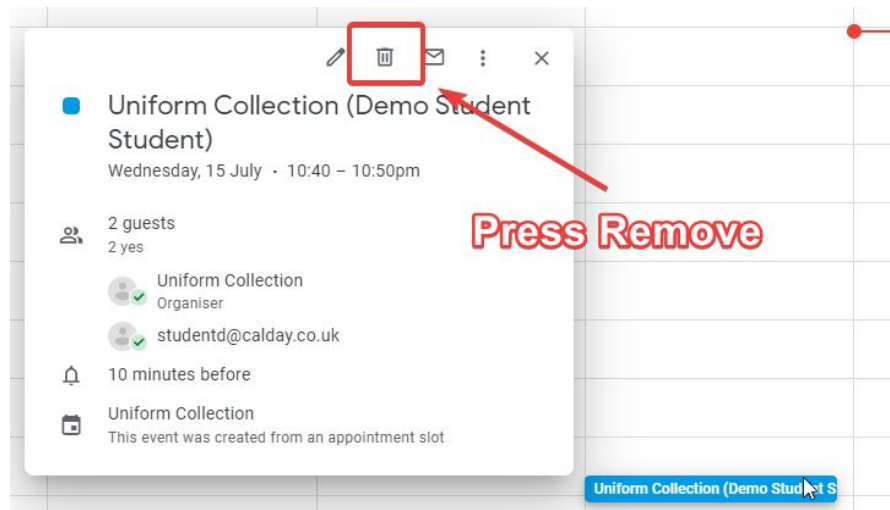 Uniform Collection (Demo Student
Student)
Wednesday, 15 July • 10:40 – 10:50pm
2 guests
2 yes
Press Remove
Uniform Collection
Organiser
studentd@calday.co.uk
10 minutes before
Uniform Collection
This event was created from an appointment slot
Uniform Collection (Demo Student S